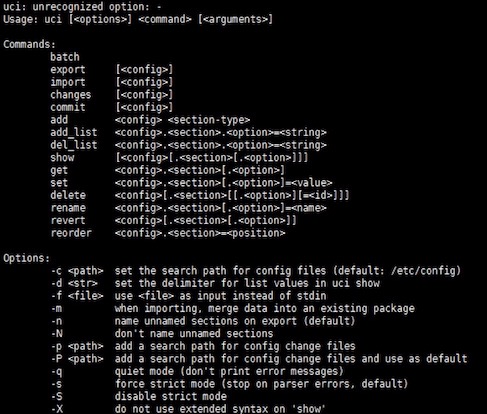 uci: unrecognized option: -
Usage: uci [<options>] <command> [<arguments>]
Commands:
batch
export [<config>]
import [<config>]
changes [<config>]
commit [<config>]
add <config> <section-type>
add_list <config>.<section>.<option>=<string>
del_list <config>.<section>.<option>=<string>
show [<config>[.<section>[.<option>]]]
get <config>.<section>[.<option>]
set <config>.<section>[.<option>]=<value>
delete <config>[.<section>[[.<option>][=<id>]]]
rename <config>.<section>[.<option>]=<name>
revert <config>[.<section>[.<option>]]
reorder <config>.<section>=<position>
Options:
-c <path> set the search path for config files (default: /etc/config)
-d <str> set the delimiter for list values in uci show
-f <file> use <file> as input instead of stdin
-m when importing, merge data into an existing package
-n name unnamed sections on export (default)
-N don't name unnamed sections
-p <path> add a search path for config change files
-P <path> add a search path for config change files and use as default
-q quiet mode (don't print error messages)
-s force strict mode (stop on parser errors, default)
-S disable strict mode
-X do not use extended syntax on 'show'